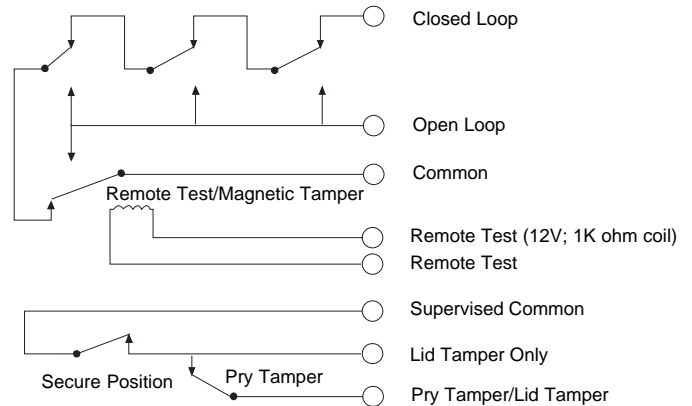 Closed Loop
Open Loop
Common
Remote Test/Magnetic Tamper
Remote Test (12V; 1K ohm coil)
Remote Test
Supervised Common
Lid Tamper Only
Secure Position
Pry Tamper
Pry Tamper/Lid Tamper